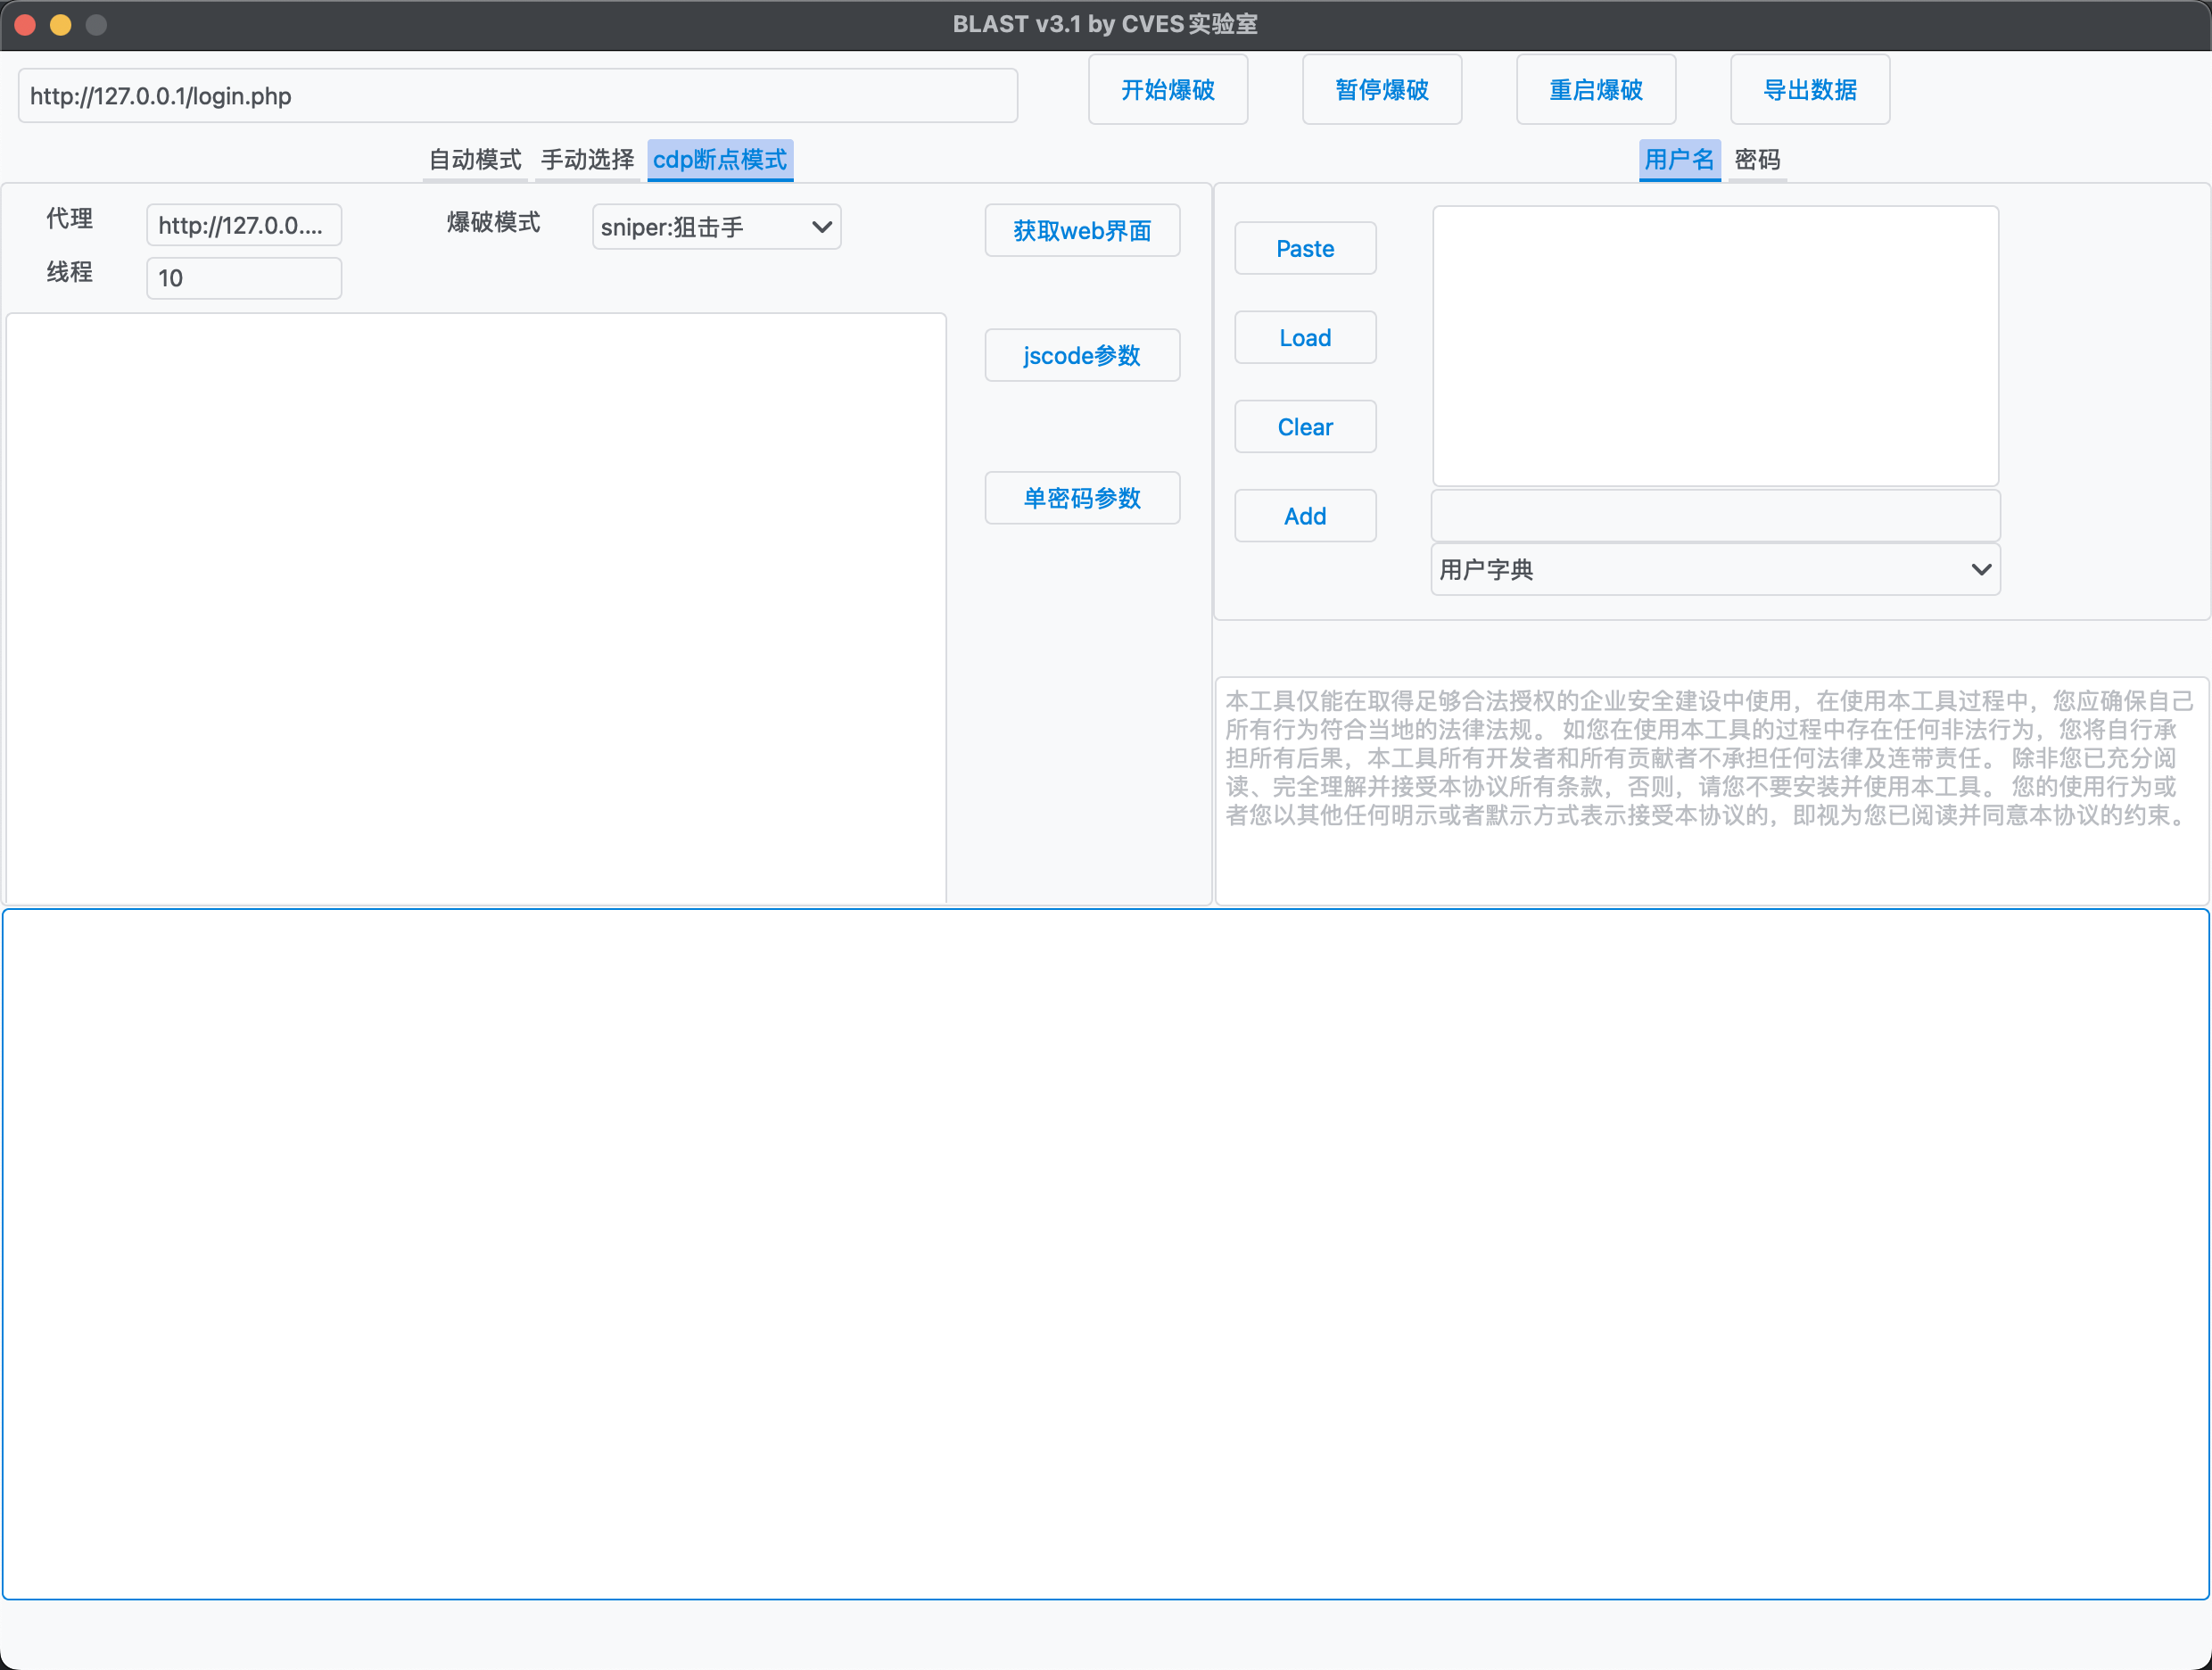 BLAST v3.1 by CVES实验室
http://127.0.0.1/login.php
开始爆破
暂停爆破
重启爆破
导出数据
自动模式
手动选择
cdp断点模式
用户名
密码
代理
http://127.0.0....
爆破模式
sniper:狙击手
获取web界面
线程
10
jscode参数
单密码参数
Paste
Load
Clear
Add
用户字典
本工具仅能在取得足够合法授权的企业安全建设中使用，在使用本工具过程中，您应确保自己
所有行为符合当地的法律法规。 如您在使用本工具的过程中存在任何非法行为，您将自行承
担所有后果，本工具所有开发者和所有贡献者不承担任何法律及连带责任。 除非您已充分阅
读、完全理解并接受本协议所有条款，否则，请您不要安装并使用本工具。 您的使用行为或
者您以其他任何明示或者默示方式表示接受本协议的，即视为您已阅读并同意本协议的约束。